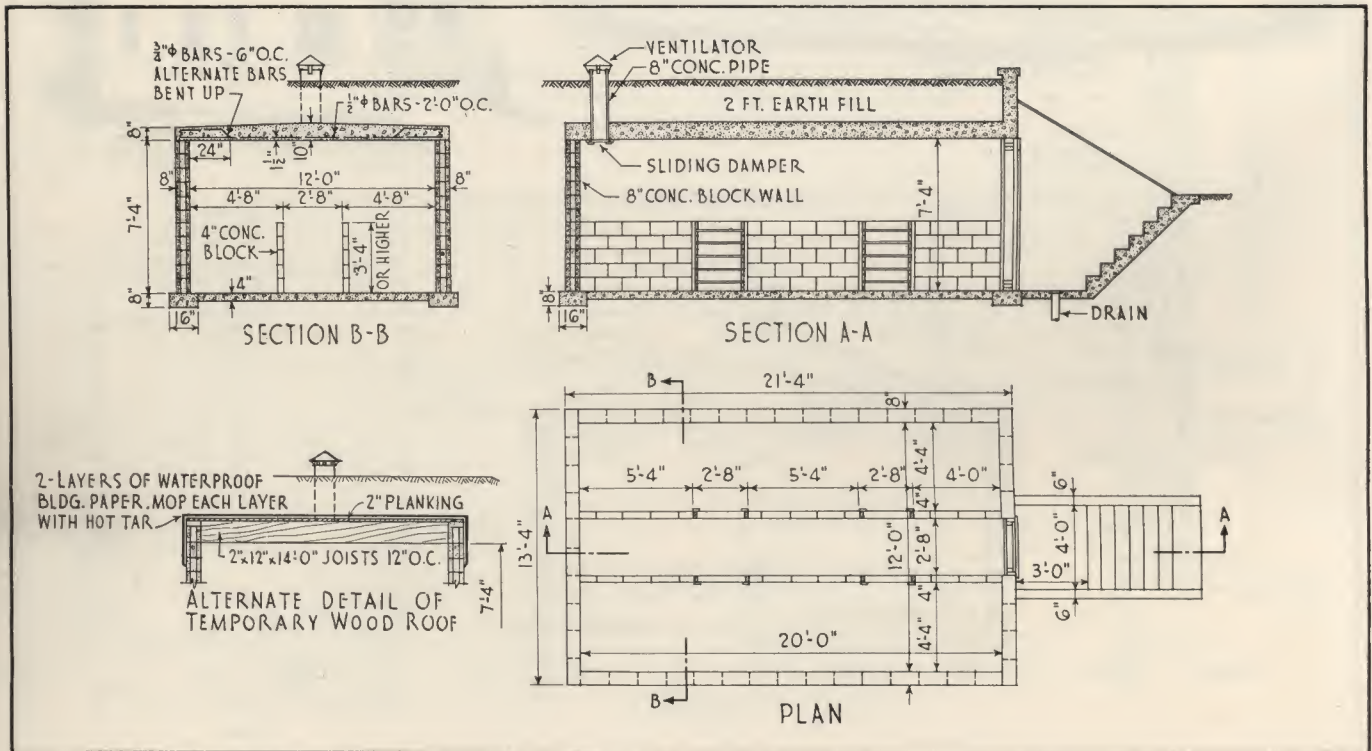 ¾"ф BARS-6"O.C.
ALTERNATE BARS
BENT UP
½"ф BARS-2'-0"O.C.
8"
24"
1½"
10"
8"
12'-0"
8"
4'-8"
2'-8"
4'-8"
7'-4"
4" CONC.
BLOCK
3'-4"
OR HIGHER
4"
8"
16"
SECTION B-B
VENTILATOR
8" CONC. PIPE
2 FT. EARTH FILL
SLIDING DAMPER
8" CONC. BLOCK WALL
7'-4"
8"
16"
DRAIN
SECTION A-A
2-LAYERS OF WATERPROOF
BLDG. PAPER. MOP EACH LAYER
WITH HOT TAR
2" PLANKING
2"x12"x14'-0" JOISTS 12" O.C.
7'-4"
ALTERNATE DETAIL OF
TEMPORARY WOOD ROOF
B
21'-4"
8"
5'-4"
2'-8"
5'-4"
2'-8"
4'-0"
4'-4"
4"
6"
A
A
13'-4"
12'-0"
2'-8"
4'-0"
3'-0"
4"
4'-4"
6"
20'-0"
B
PLAN